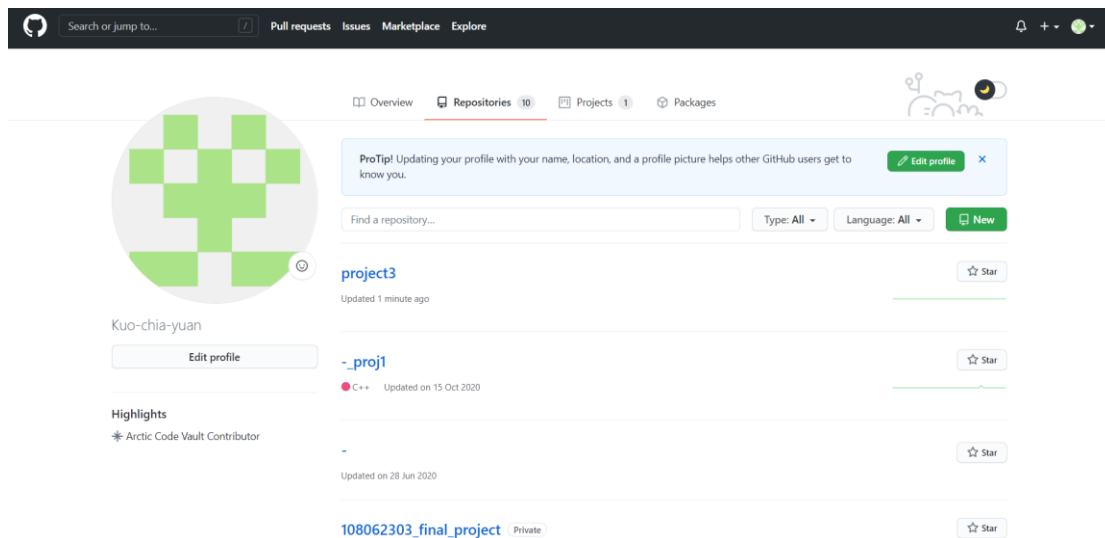 Search or jump to... /
Pull requests Issues Marketplace Explore
Overview Repositories 10 Projects 1 Packages
ProTip! Updating your profile with your name, location, and a profile picture helps other GitHub users get to
know you.
Edit profile
Find a repository...
Type: All Language: All New
project3
Star
Updated 1 minute ago
Kuo-chia-yuan
Edit profile
-_proj1
Star
C++ Updated on 15 Oct 2020
Highlights
Arctic Code Vault Contributor
-
Star
Updated on 28 Jun 2020
108062303_final_project Private
Star